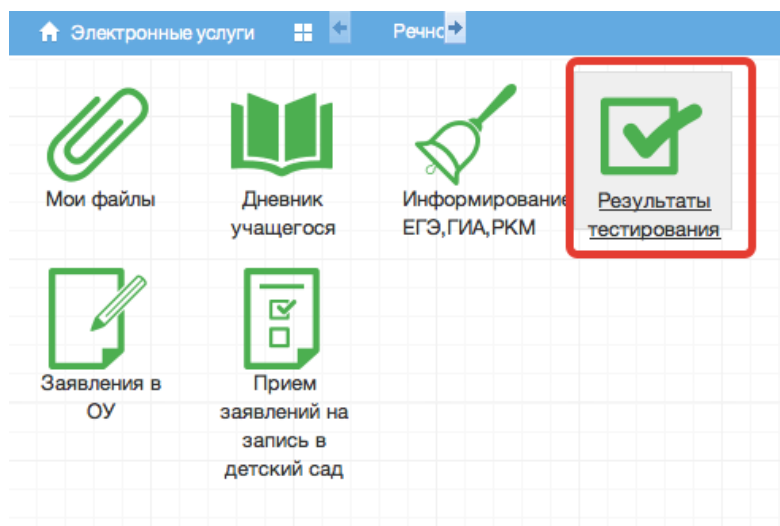 Электронные услуги
Речно
Мои файлы
Дневник
учащегося
Информирование
ЕГЭ,ГИА,РКМ
Результаты
тестирования
Заявления в
ОУ
Прием
заявлений на
запись в
детский сад